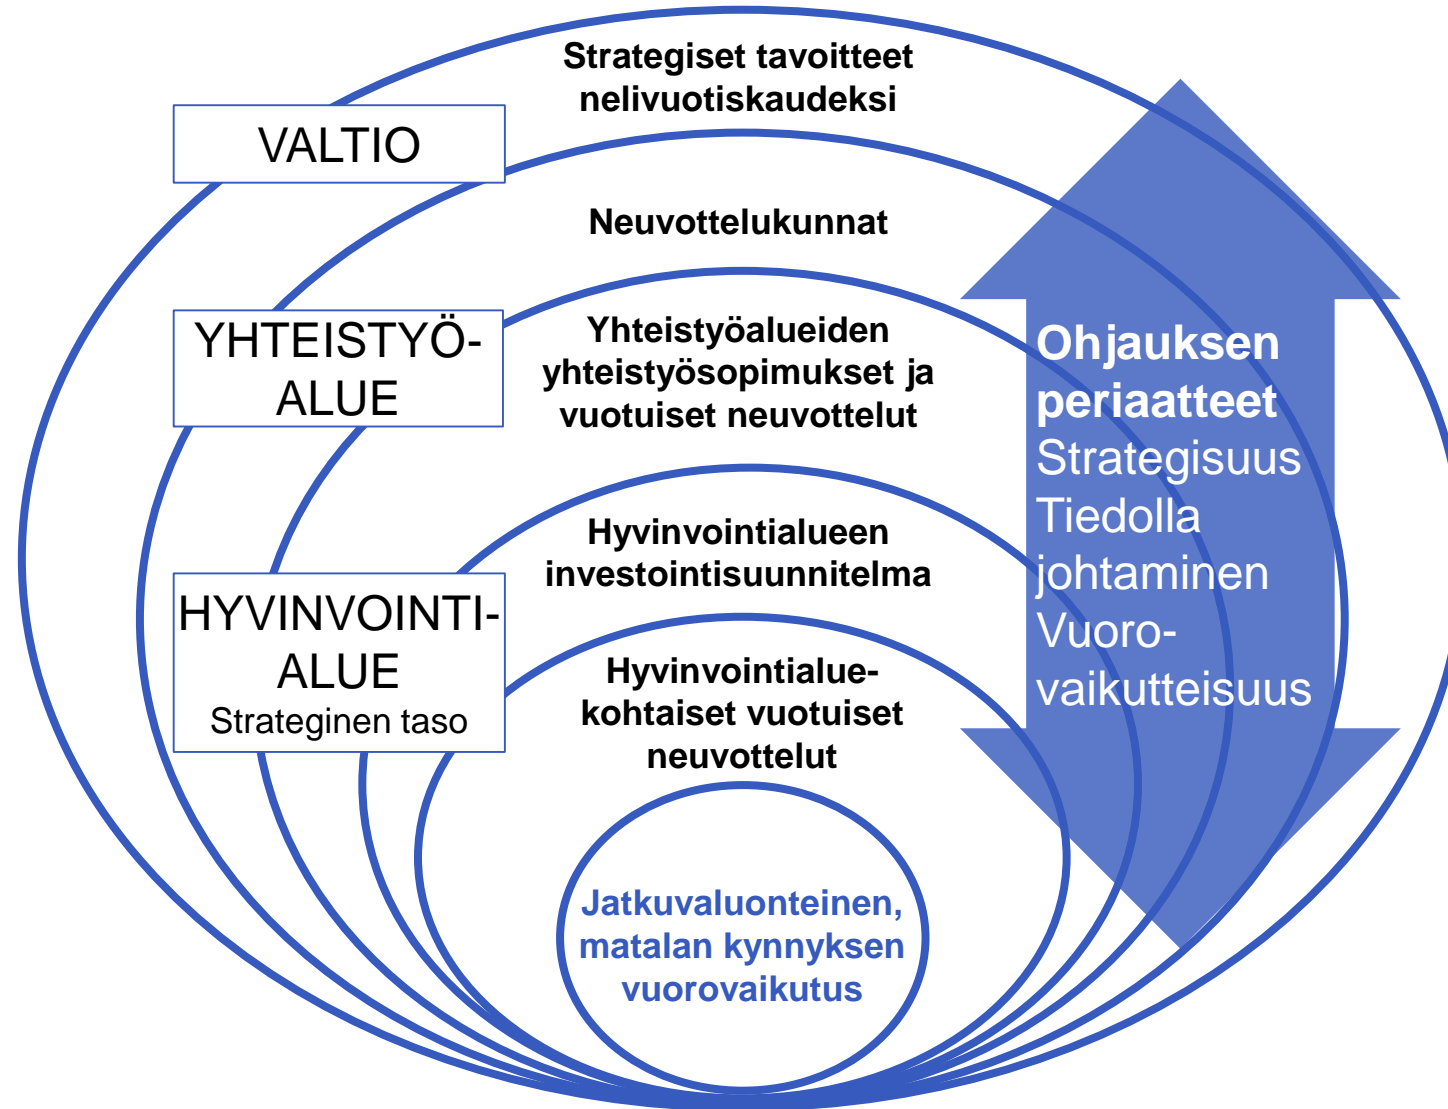 Strategiset tavoitteet
nelivuotiskaudeksi
VALTIO
Neuvottelukunnat
YHTEISTYÖ-
ALUE
Yhteistyöalueiden
yhteistyösopimukset ja
vuotuiset neuvottelut
Hyvinvointialueen
investointisuunnitelma
HYVINVOINTI-
ALUE
Strateginen taso
Hyvinvointialue-
kohtaiset vuotuiset
neuvottelut
Jatkuvaluonteinen,
matalan kynnyksen
vuorovaikutus
Ohjauksen
periaatteet
Strategisuus
Tiedolla
johtaminen
Vuoro-
vaikutteisuus